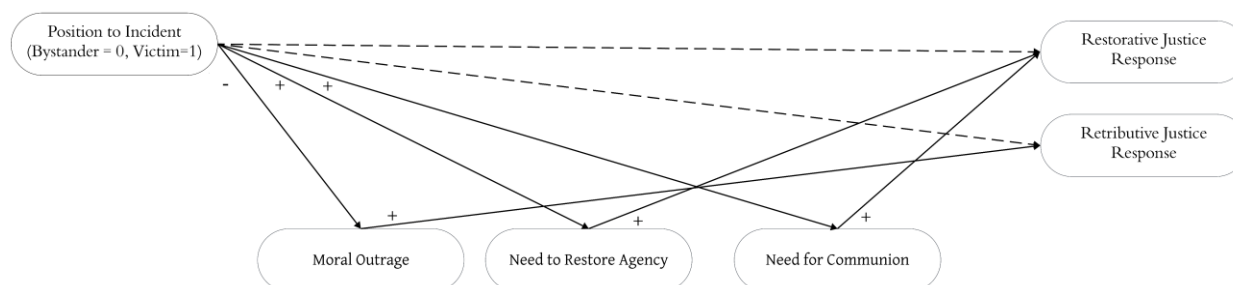 Position to Incident
(Bystander = 0, Victim=1)
Restorative Justice
Response
Retributive Justice
Response
- + +
+ + +
Moral Outrage
Need to Restore Agency
Need for Communion